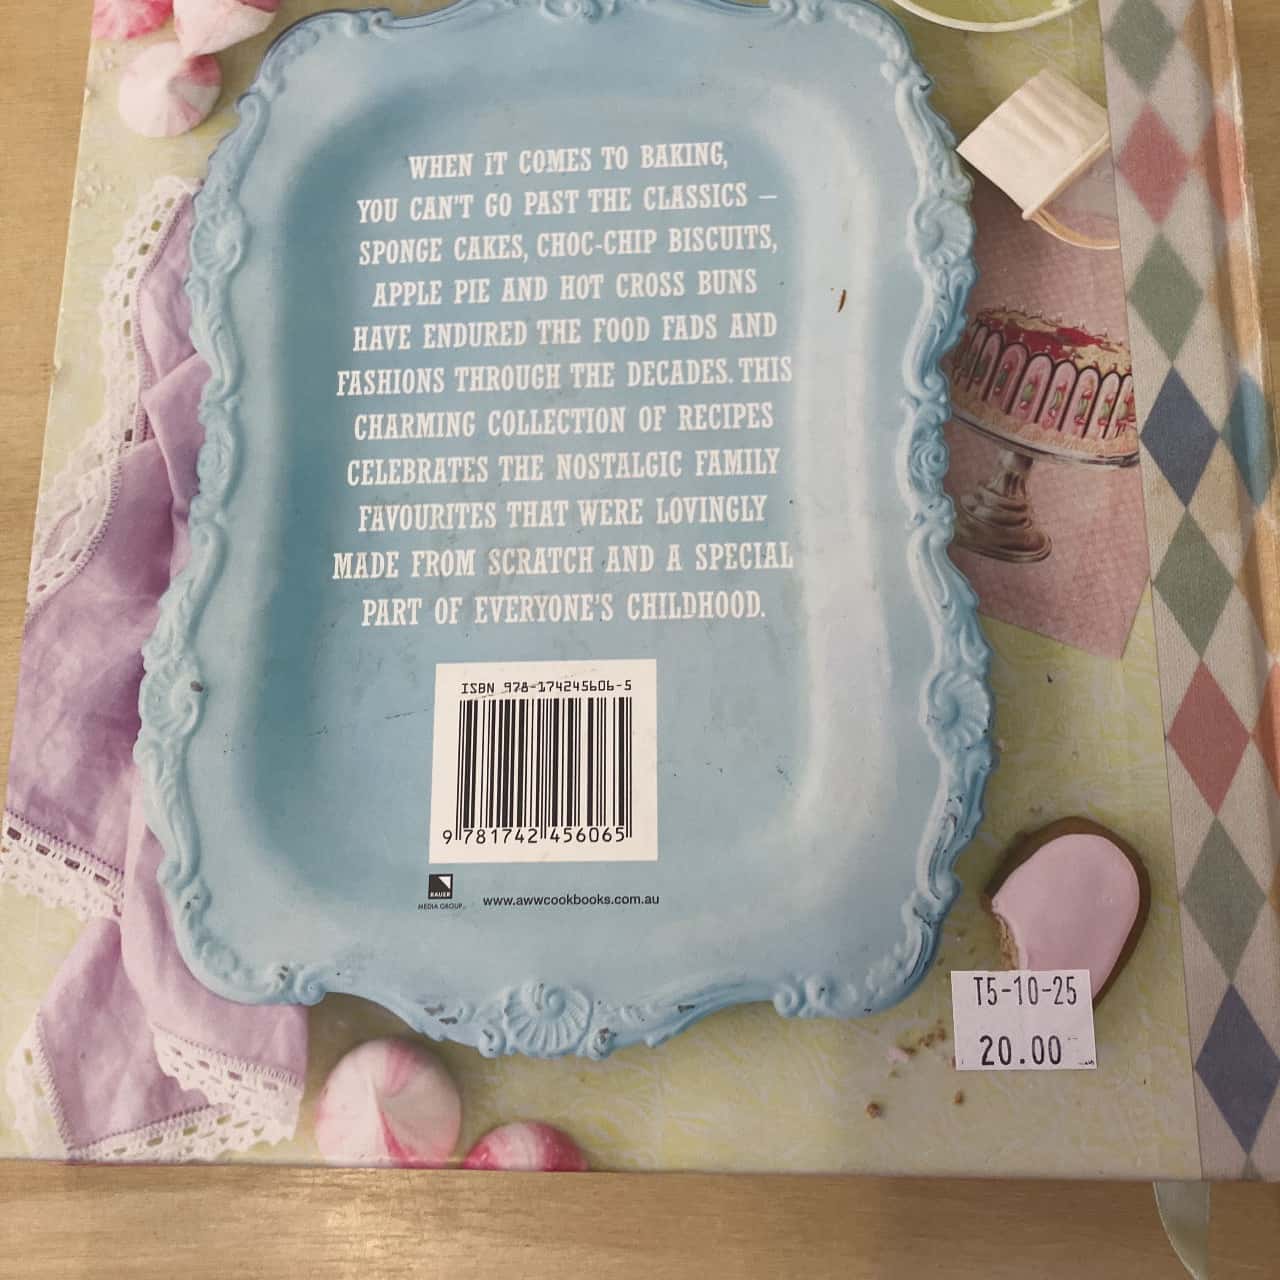 WHEN IT COMES TO BAKING,
YOU CAN'T GO PAST THE CLASSICS –
SPONGE CAKES, CHOC-CHIP BISCUITS,
APPLE PIE AND HOT CROSS BUNS
HAVE ENDURED THE FOOD FADS AND
FASHIONS THROUGH THE DECADES. THIS
CHARMING COLLECTION OF RECIPES
CELEBRATES THE NOSTALGIC FAMILY
FAVOURITES THAT WERE LOVINGLY
MADE FROM SCRATCH AND A SPECIAL
PART OF EVERYONE'S CHILDHOOD.
ISBN 978-174245606-5
9 781742 456065
BAUER
MEDIA GROUP
www.awwcookbooks.com.au
T5-10-25
20.00